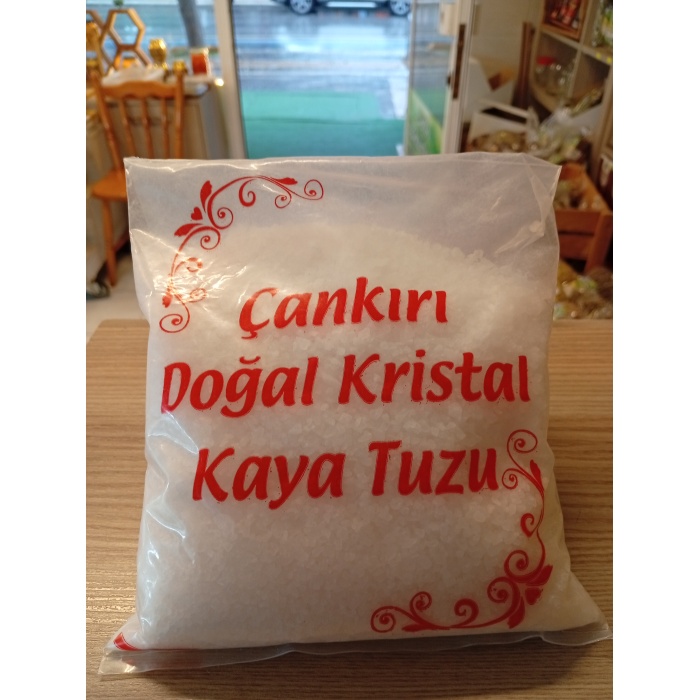 Çankırı
Doğal Kristal
Kaya Tuzu